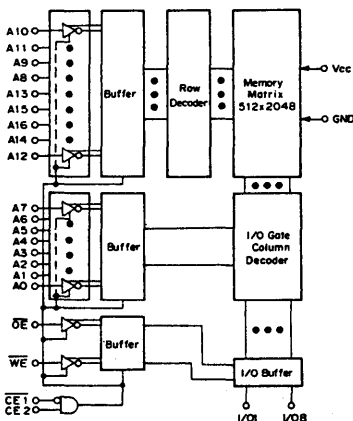 A10
A11
A9
A8
A13
A15
A16
A14
A12
Buffer
Row
Decoder
Memory
Matrix
512x2048
Vcc
GND
A7
A6
A5
A4
A3
A2
A1
A0
Buffer
I/O Gate
Column
Decoder
OE
WE
Buffer
I/O Buffer
CE1
CE2
I/O1
I/O8